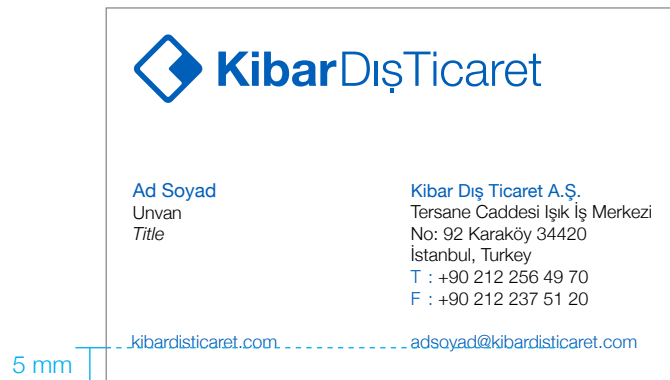 KibarDışTicaret
Ad Soyad
Unvan
Title
Kibar Dış Ticaret A.Ş.
Tersane Caddesi Işık İş Merkezi
No: 92 Karaköy 34420
İstanbul, Turkey
T : +90 212 256 49 70
F : +90 212 237 51 20
kibardisticaret.com
adsoyad@kibardisticaret.com
5 mm